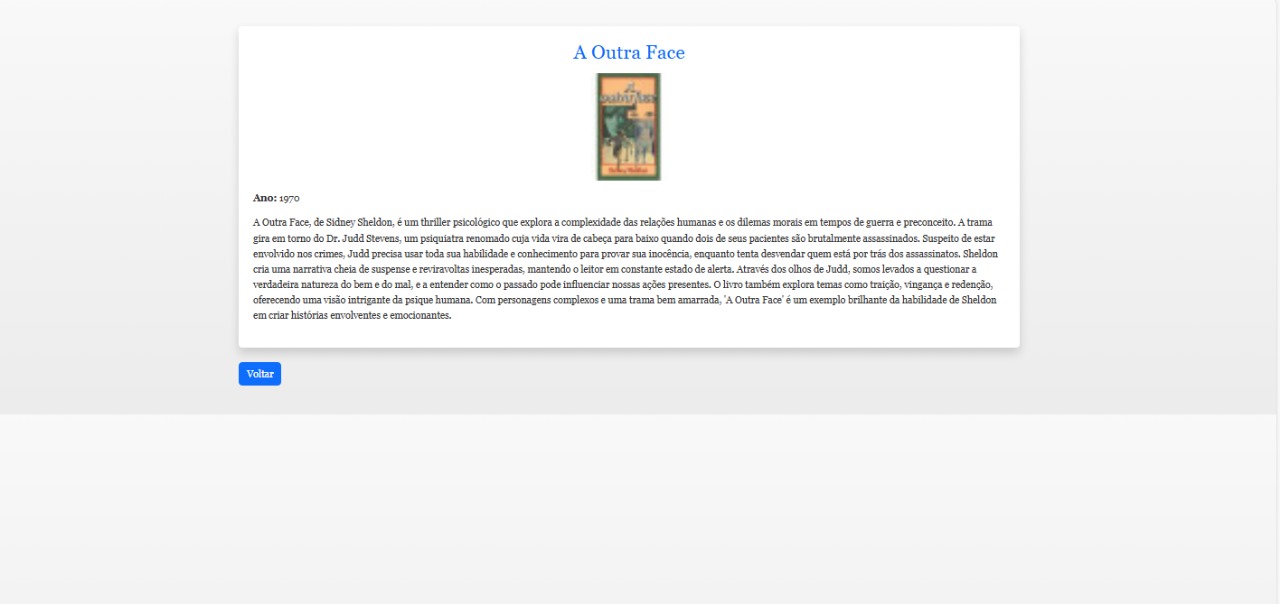 A Outra Face
Ano: 1970
A Outra Face, de Sidney Sheldon, é um thriller psicológico que explora a complexidade das relações humanas e os dilemas morais em tempos de guerra e preconceito. A trama
gira em torno do Dr. Judd Stevens, um psiquiatra renomado cuja vida vira de cabeça para baixo quando dois de seus pacientes são brutalmente assassinados. Suspeito de estar
envolvido nos crimes, Judd precisa usar toda sua habilidade e conhecimento para provar sua inocência, enquanto tenta desvendar quem está por trás dos assassinatos. Sheldon
cria uma narrativa cheia de suspense e reviravoltas inesperadas, mantendo o leitor em constante estado de alerta. Através dos olhos de Judd, somos levados a questionar a
verdadeira natureza do bem e do mal, e a entender como o passado pode influenciar nossas ações presentes. O livro também explora temas como traição, vingança e redenção,
oferecendo uma visão intrigante da psique humana. Com personagens complexos e uma trama bem amarrada, 'A Outra Face' é um exemplo brilhante da habilidade de Sheldon
em criar histórias envolventes e emocionantes.
Voltar